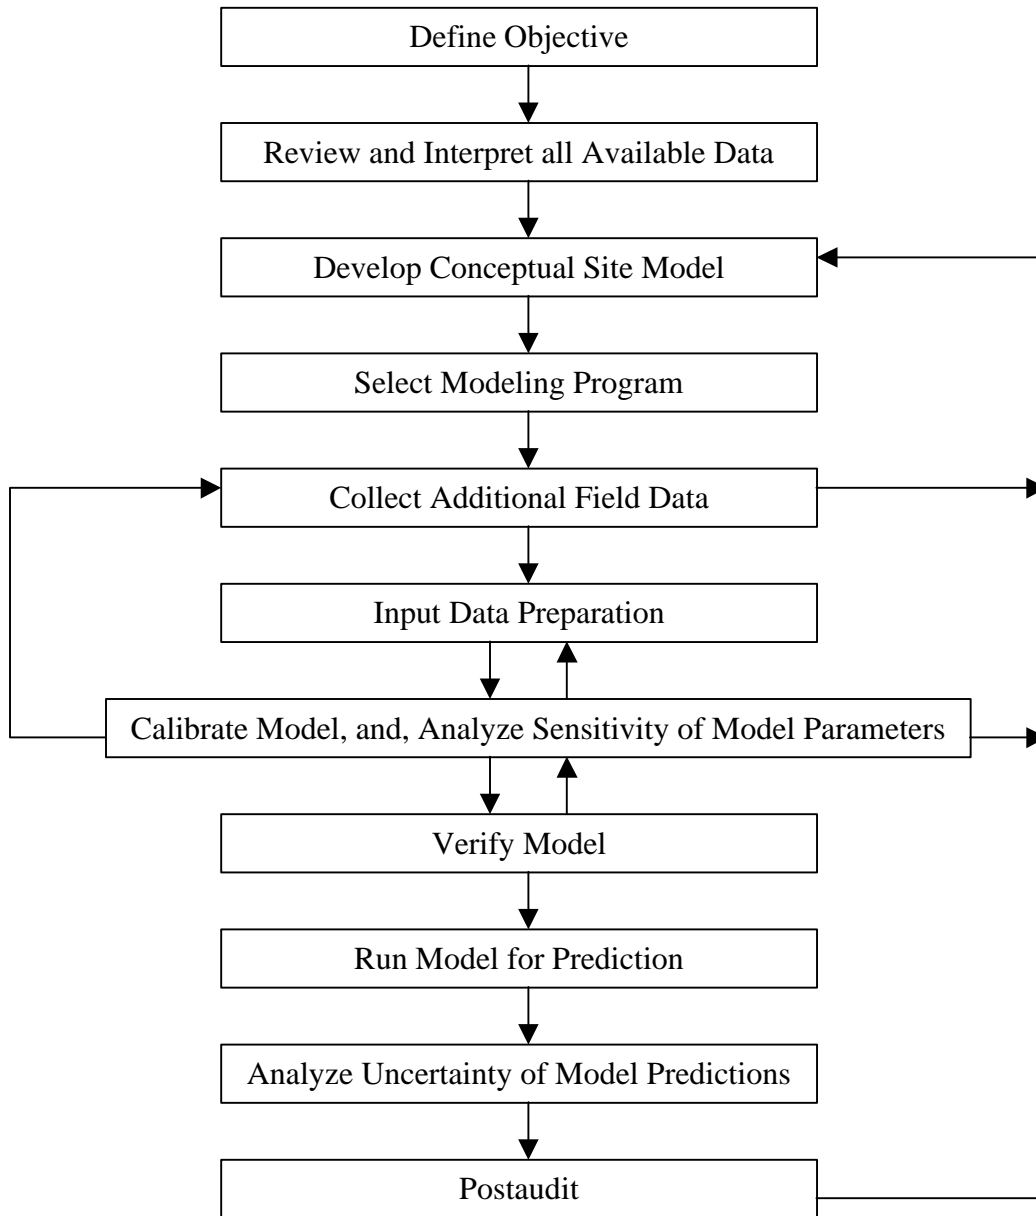 Define Objective
Review and Interpret all Available Data
Develop Conceptual Site Model
Select Modeling Program
Collect Additional Field Data
Input Data Preparation
Calibrate Model, and, Analyze Sensitivity of Model Parameters
Verify Model
Run Model for Prediction
Analyze Uncertainty of Model Predictions
Postaudit